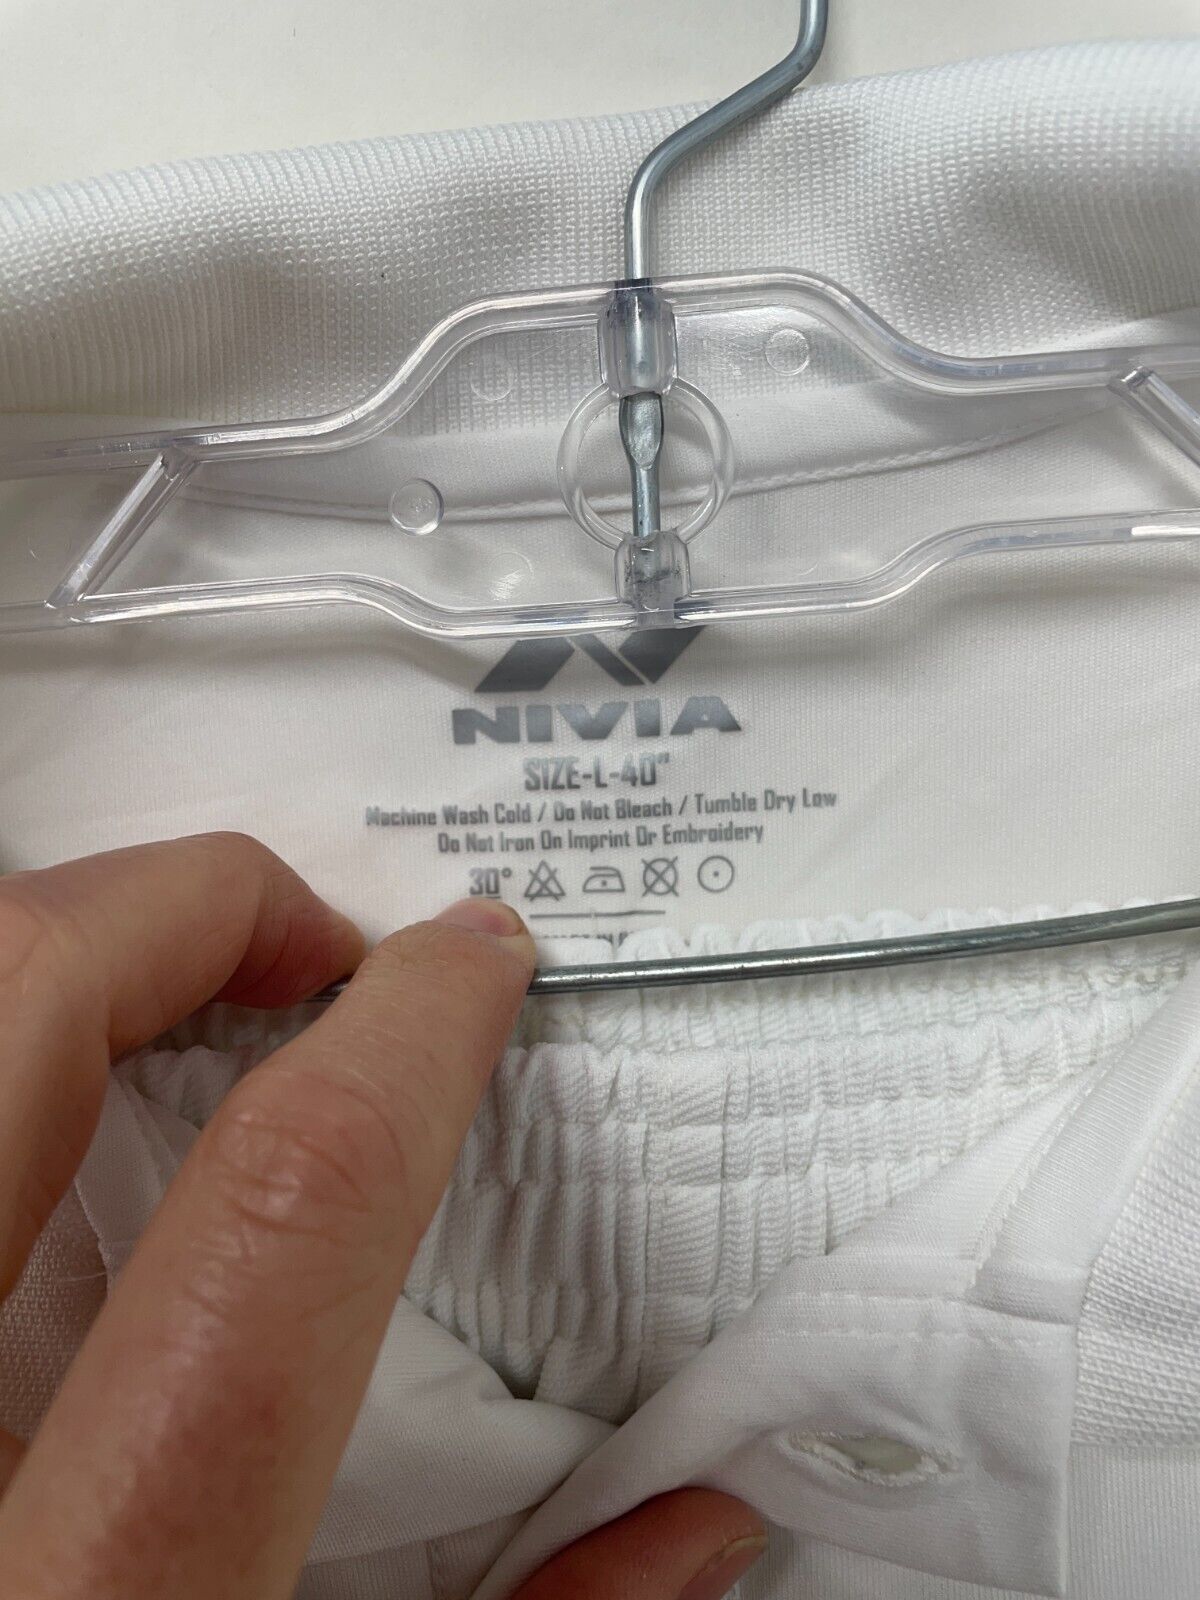 NIVIA
SIZE-L-40"
Machine Wash Cold / Do Not Bleach / Tumble Dry Low
Do Not Iron On Imprint Or Embroidery
30°